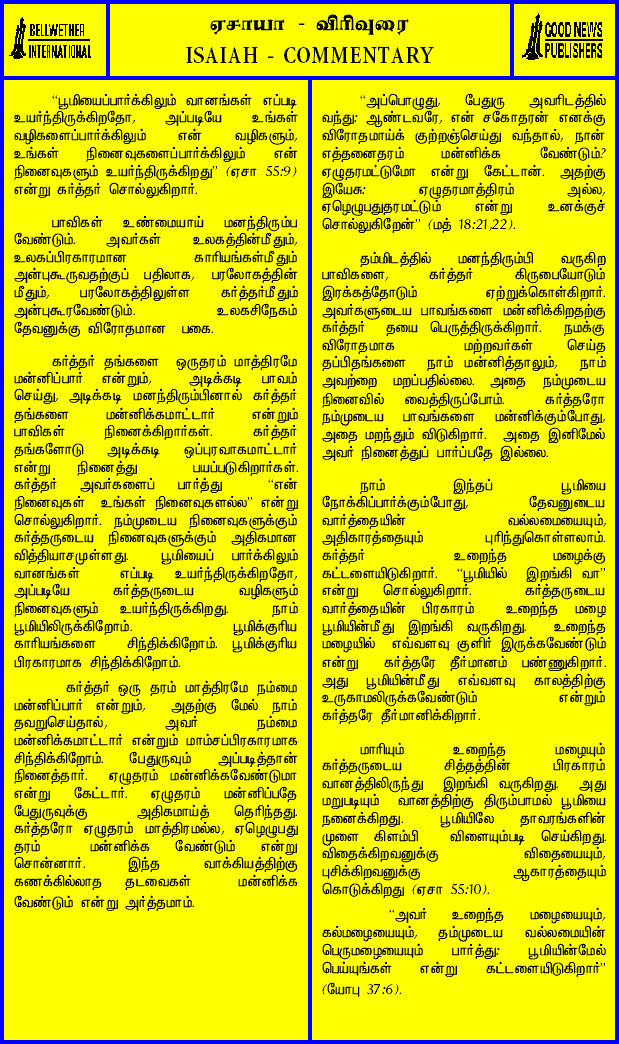 BELLWETHER
INTERNATIONAL
ஏசாயா - விரிவுரை
ISAIAH - COMMENTARY
GOOD NEWS
PUBLISHERS
“பூமியைப்பார்க்கிலும் வானங்கள் எப்படி
உயர்ந்திருக்கிறதோ, அப்படியே உங்கள்
வழிகளைப்பார்க்கிலும் என் வழிகளும்,
உங்கள் நினைவுகளைப்பார்க்கிலும் என்
நினைவுகளும் உயர்ந்திருக்கிறது” (ஏசா 55:9)
என்று கர்த்தர் சொல்லுகிறார்.
பாவிகள் உண்மையாய் மனந்திரும்ப
வேண்டும். அவர்கள் உலகத்தின்மீதும்,
உலகப்பிரகாரமான காரியங்கள்மீதும்
அன்புகூருவதற்குப் பதிலாக, பரலோகத்தின்
மீதும், பரலோகத்திலுள்ள கர்த்தர்மீதும்
அன்புகூரவேண்டும். உலகசிநேகம்
தேவனுக்கு விரோதமான பகை.
கர்த்தர் தங்களை ஒருதரம் மாத்திரமே
மன்னிப்பார் என்றும், அடிக்கடி பாவம்
செய்து, அடிக்கடி மனந்திரும்பினால் கர்த்தர்
தங்களை மன்னிக்கமாட்டார் என்றும்
பாவிகள் நினைக்கிறார்கள். கர்த்தர்
தங்களோடு அடிக்கடி ஒப்புரவாகமாட்டார்
என்று நினைத்து பயப்படுகிறார்கள்.
கர்த்தர் அவர்களைப் பார்த்து “என்
நினைவுகள் உங்கள் நினைவுகளல்ல” என்று
சொல்லுகிறார். நம்முடைய நினைவுகளுக்கும்
கர்த்தருடைய நினைவுகளுக்கும் அதிகமான
வித்தியாசமுள்ளது. பூமியைப் பார்க்கிலும்
வானங்கள் எப்படி உயர்ந்திருக்கிறதோ,
அப்படியே கர்த்தருடைய வழிகளும்
நினைவுகளும் உயர்ந்திருக்கிறது. நாம்
பூமியிலிருக்கிறோம். பூமிக்குரிய
காரியங்களை சிந்திக்கிறோம். பூமிக்குரிய
பிரகாரமாக சிந்திக்கிறோம்.
கர்த்தர் ஒரு தரம் மாத்திரமே நம்மை
மன்னிப்பார் என்றும், அதற்கு மேல் நாம்
தவறுசெய்தால், அவர் நம்மை
மன்னிக்கமாட்டார் என்றும் மாம்சப்பிரகாரமாக
சிந்திக்கிறோம். பேதுருவும் அப்படித்தான்
நினைத்தார். ஏழுதரம் மன்னிக்கவேண்டுமா
என்று கேட்டார். ஏழுதரம் மன்னிப்பதே
பேதுருவுக்கு அதிகமாய்த் தெரிந்தது.
கர்த்தரோ ஏழுதரம் மாத்திரமல்ல, ஏழெழுபது
தரம் மன்னிக்க வேண்டும் என்று
சொன்னார். இந்த வாக்கியத்திற்கு
கணக்கில்லாத தடவைகள் மன்னிக்க
வேண்டும் என்று அர்த்தமாம்.
“அப்பொழுது, பேதுரு அவரிடத்தில்
வந்து: ஆண்டவரே, என் சகோதரன் எனக்கு
விரோதமாய்க் குற்றஞ்செய்து வந்தால், நான்
எத்தனைதரம் மன்னிக்க வேண்டும்?
ஏழுதரமட்டுமோ என்று கேட்டான். அதற்கு
இயேசு: ஏழுதரமாத்திரம் அல்ல,
ஏழெழுபதுதரமட்டும் என்று உனக்குச்
சொல்லுகிறேன்” (மத் 18:21,22).
தம்மிடத்தில் மனந்திரும்பி வருகிற
பாவிகளை, கர்த்தர் கிருபையோடும்
இரக்கத்தோடும் ஏற்றுக்கொள்கிறார்.
அவர்களுடைய பாவங்களை மன்னிக்கிறதற்கு
கர்த்தர் தயை பெருத்திருக்கிறார். நமக்கு
விரோதமாக மற்றவர்கள் செய்த
தப்பிதங்களை நாம் மன்னித்தாலும், நாம்
அவற்றை மறப்பதில்லை. அதை நம்முடைய
நினைவில் வைத்திருப்போம். கர்த்தரோ
நம்முடைய பாவங்களை மன்னிக்கும்போது,
அதை மறந்தும் விடுகிறார். அதை இனிமேல்
அவர் நினைத்துப் பார்ப்பதே இல்லை.
நாம் இந்தப் பூமியை
நோக்கிப்பார்க்கும்போது, தேவனுடைய
வார்த்தையின் வல்லமையையும்,
அதிகாரத்தையும் புரிந்துகொள்ளலாம்.
கர்த்தர் உறைந்த மழைக்கு
கட்டளையிடுகிறார். “பூமியில் இறங்கி வா”
என்று சொல்லுகிறார். கர்த்தருடைய
வார்த்தையின் பிரகாரம் உறைந்த மழை
பூமியின்மீது இறங்கி வருகிறது. உறைந்த
மழையில் எவ்வளவு குளிர் இருக்கவேண்டும்
என்று கர்த்தரே தீர்மானம் பண்ணுகிறார்.
அது பூமியின்மீது எவ்வளவு காலத்திற்கு
உருகாமலிருக்கவேண்டும் என்றும்
கர்த்தரே தீர்மானிக்கிறார்.
மாரியும் உறைந்த மழையும்
கர்த்தருடைய சித்தத்தின் பிரகாரம்
வானத்திலிருந்து இறங்கி வருகிறது. அது
மறுபடியும் வானத்திற்கு திரும்பாமல் பூமியை
நனைக்கிறது. பூமியிலே தாவரங்களின்
முளை கிளம்பி விளையும்படி செய்கிறது.
விதைக்கிறவனுக்கு விதையையும்,
புசிக்கிறவனுக்கு ஆகாரத்தையும்
கொடுக்கிறது (ஏசா 55:10).
“அவர் உறைந்த மழையையும்,
கல்மழையையும், தம்முடைய வல்லமையின்
பெருமழையையும் பார்த்து: பூமியின்மேல்
பெய்யுங்கள் என்று கட்டளையிடுகிறார்”
(யோபு 37:6).